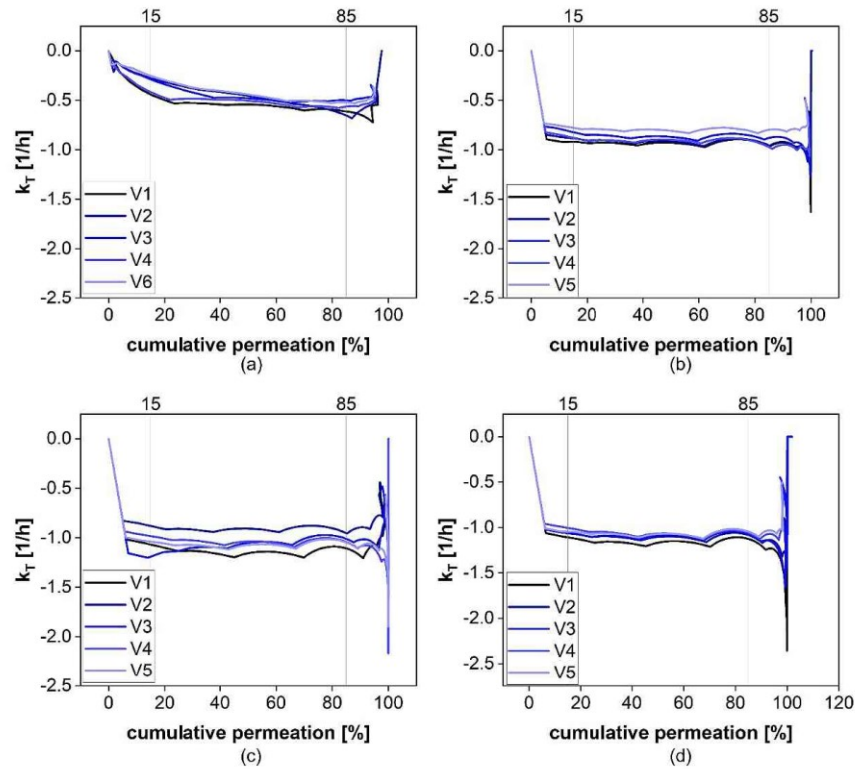 15 85
0.0
-0.5
-1.0
-1.5
-2.0
-2.5
k_T [1/h]
V1
V2
V3
V4
V6
0 20 40 60 80 100
cumulative permeation [%]
(a)
15 85
0.0
-0.5
-1.0
-1.5
-2.0
-2.5
k_T [1/h]
V1
V2
V3
V4
V5
0 20 40 60 80 100
cumulative permeation [%]
(b)
15 85
0.0
-0.5
-1.0
-1.5
-2.0
-2.5
k_T [1/h]
V1
V2
V3
V4
V5
0 20 40 60 80 100
cumulative permeation [%]
(c)
15 85
0.0
-0.5
-1.0
-1.5
-2.0
-2.5
k_T [1/h]
V1
V2
V3
V4
V5
0 20 40 60 80 100 120
cumulative permeation [%]
(d)